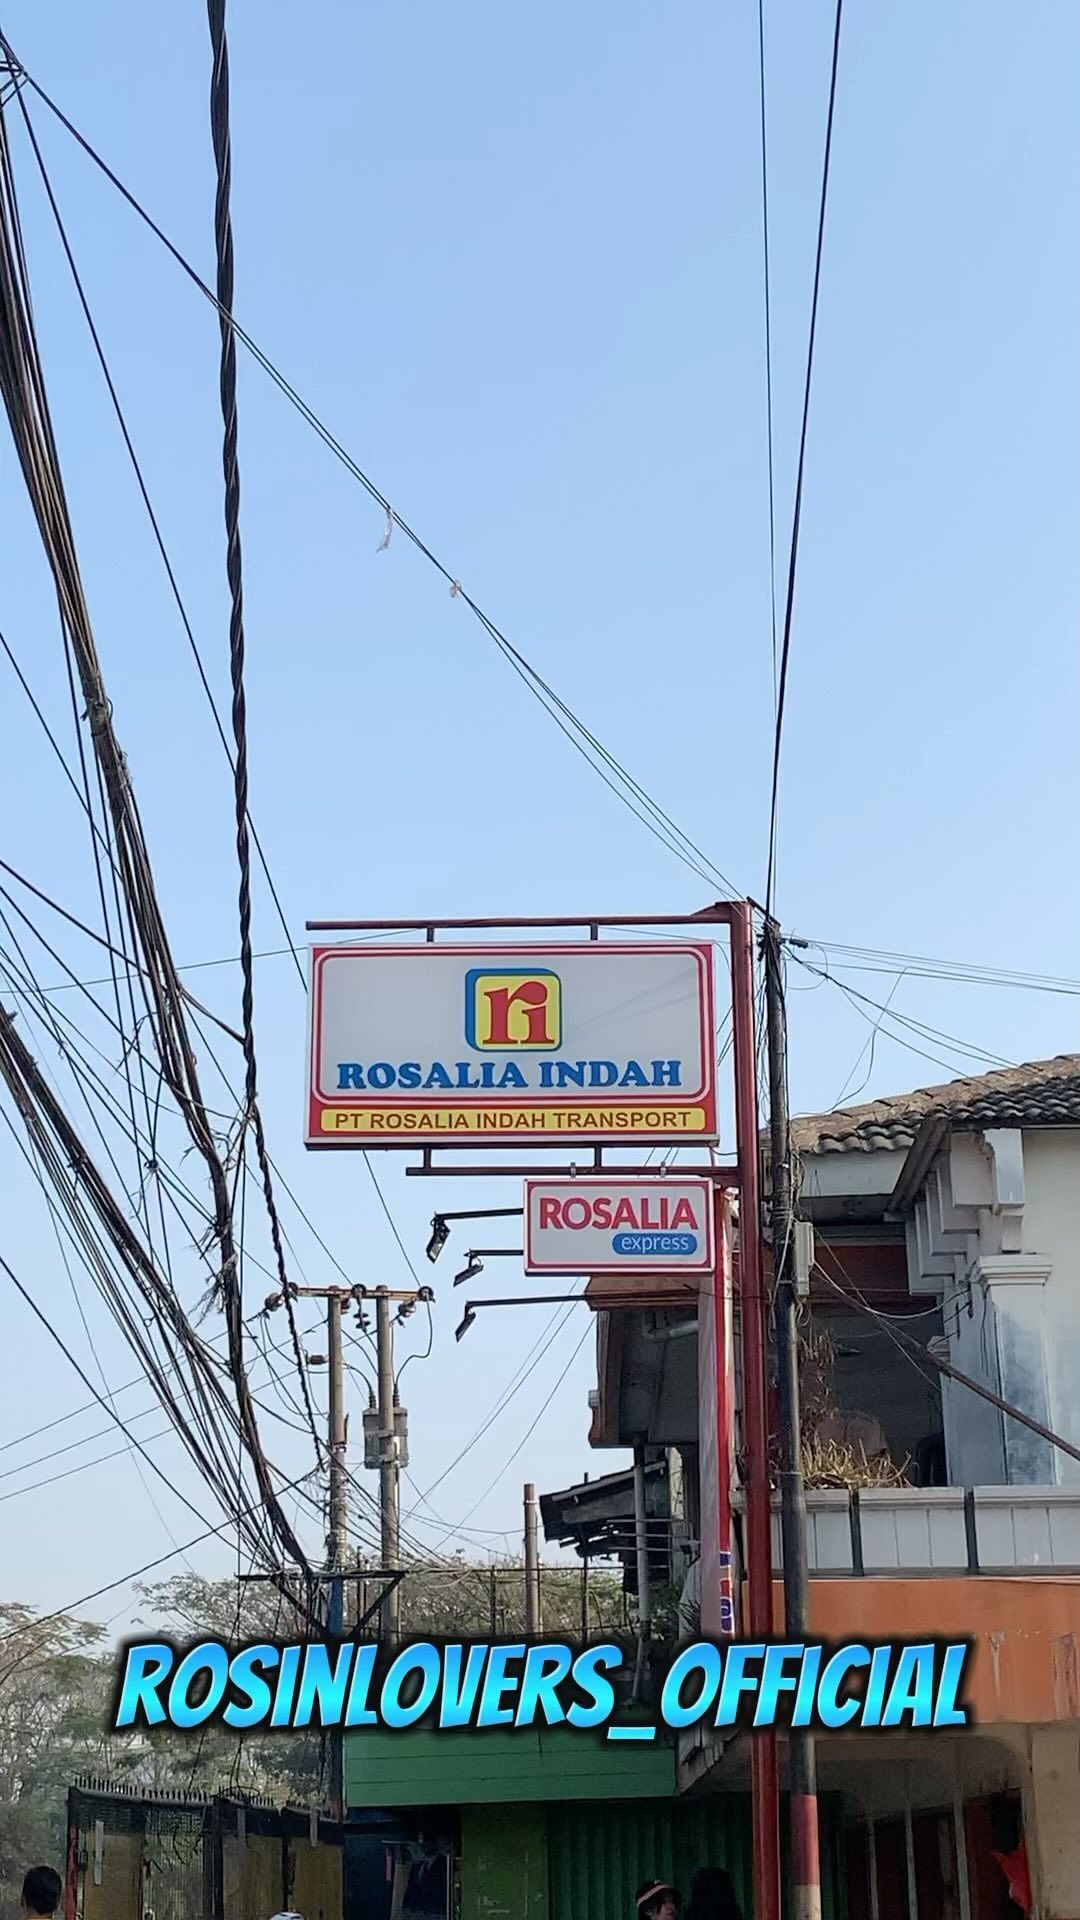 ri
ROSALIA INDAH
PT ROSALIA INDAH TRANSPORT
ROSALIA
express
ROSINLOVERS_OFFICIAL